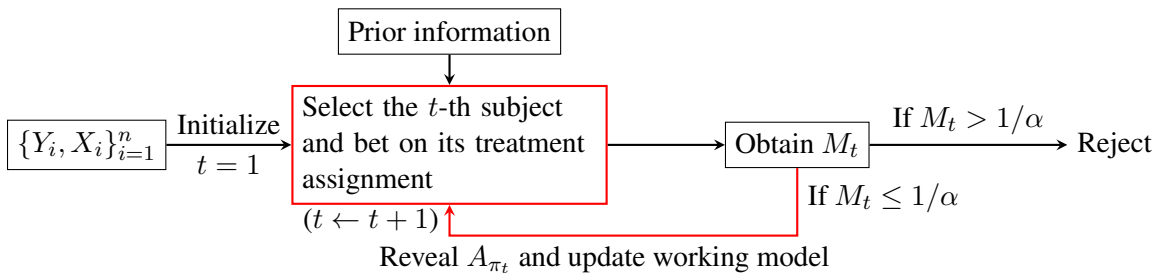 Prior information
{Y_i, X_i}_{i=1}^n
Initialize
t = 1
Select the t-th subject
and bet on its treatment
assignment
(t ← t + 1)
Obtain M_t
If M_t > 1/α
Reject
If M_t ≤ 1/α
Reveal A_{π_t} and update working model